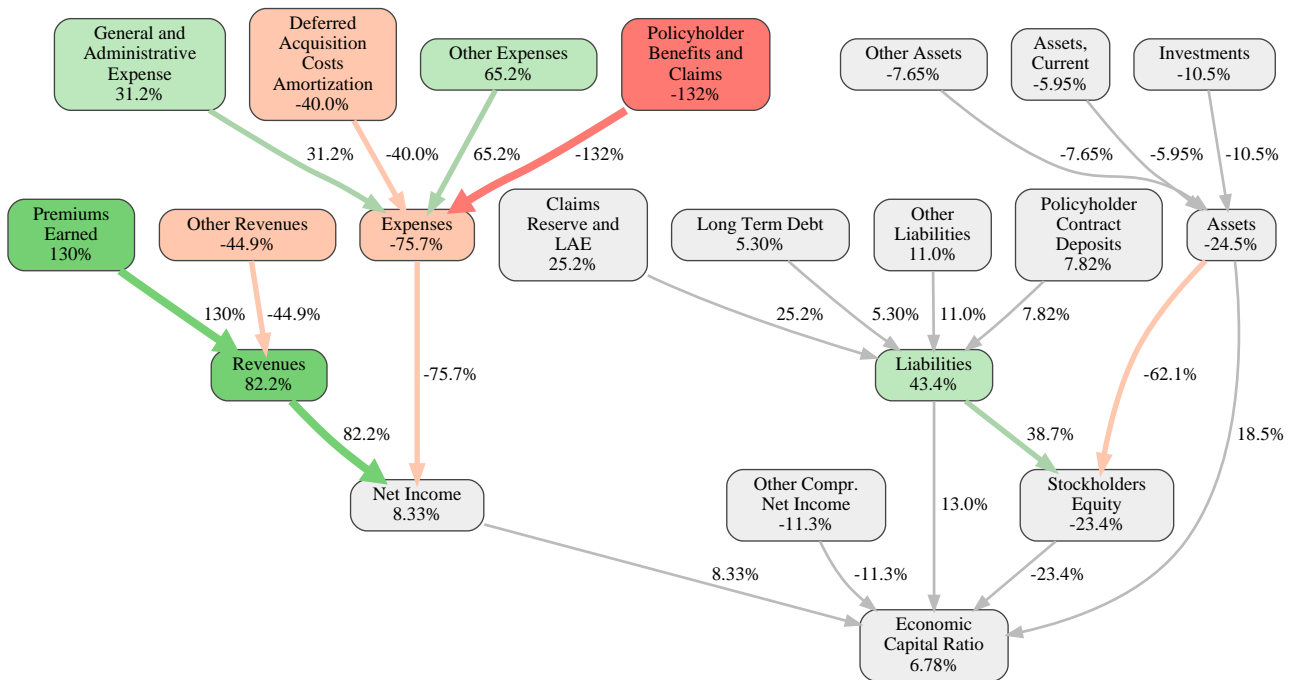 General and
Administrative
Expense
31.2%
Deferred
Acquisition
Costs
Amortization
-40.0%
Other Expenses
65.2%
Policyholder
Benefits and
Claims
-132%
Other Assets
-7.65%
Assets,
Current
-5.95%
Investments
-10.5%
31.2%
-40.0%
65.2%
-132%
-7.65%
-5.95%
-10.5%
Premiums
Earned
130%
Other Revenues
-44.9%
Expenses
-75.7%
Claims
Reserve and
LAE
25.2%
Long Term Debt
5.30%
Other
Liabilities
11.0%
Policyholder
Contract
Deposits
7.82%
Assets
-24.5%
130%
-44.9%
25.2%
5.30%
11.0%
7.82%
Revenues
82.2%
-75.7%
Liabilities
43.4%
-62.1%
82.2%
38.7%
18.5%
Net Income
8.33%
Other Compr.
Net Income
-11.3%
13.0%
Stockholders
Equity
-23.4%
8.33%
-11.3%
-23.4%
Economic
Capital Ratio
6.78%